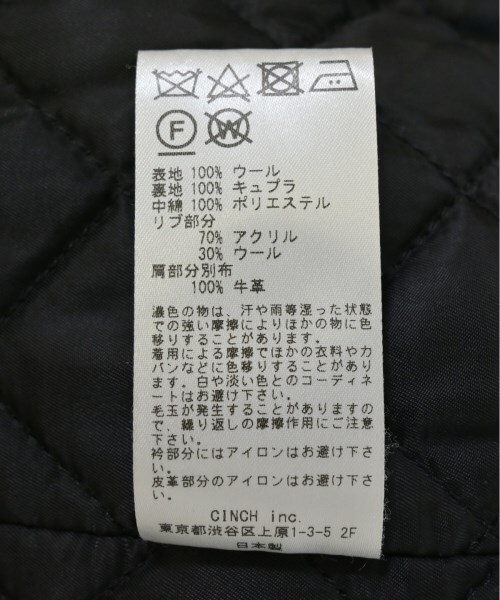 F W
表地 100% ウール
裏地 100% キュプラ
中綿 100% ポリエステル
リブ部分
70% アクリル
30% ウール
肩部分別布
100% 牛革
濃色の物は、汗や雨等湿った状態
での強い摩擦によりほかの物に色
移りすることがあります。
着用による摩擦でほかの衣料やカ
バンなどに色移りすることがあり
ます。白や淡い色とのコーディネ
ートはお避け下さい。
毛玉が発生することがありますの
で、繰り返しの摩擦作用にご注意
下さい。
衿部分にはアイロンはお避け下さ
い。
皮革部分のアイロンはお避け下さ
い。
CINCH inc.
東京都渋谷区上原1-3-5 2F
日本製